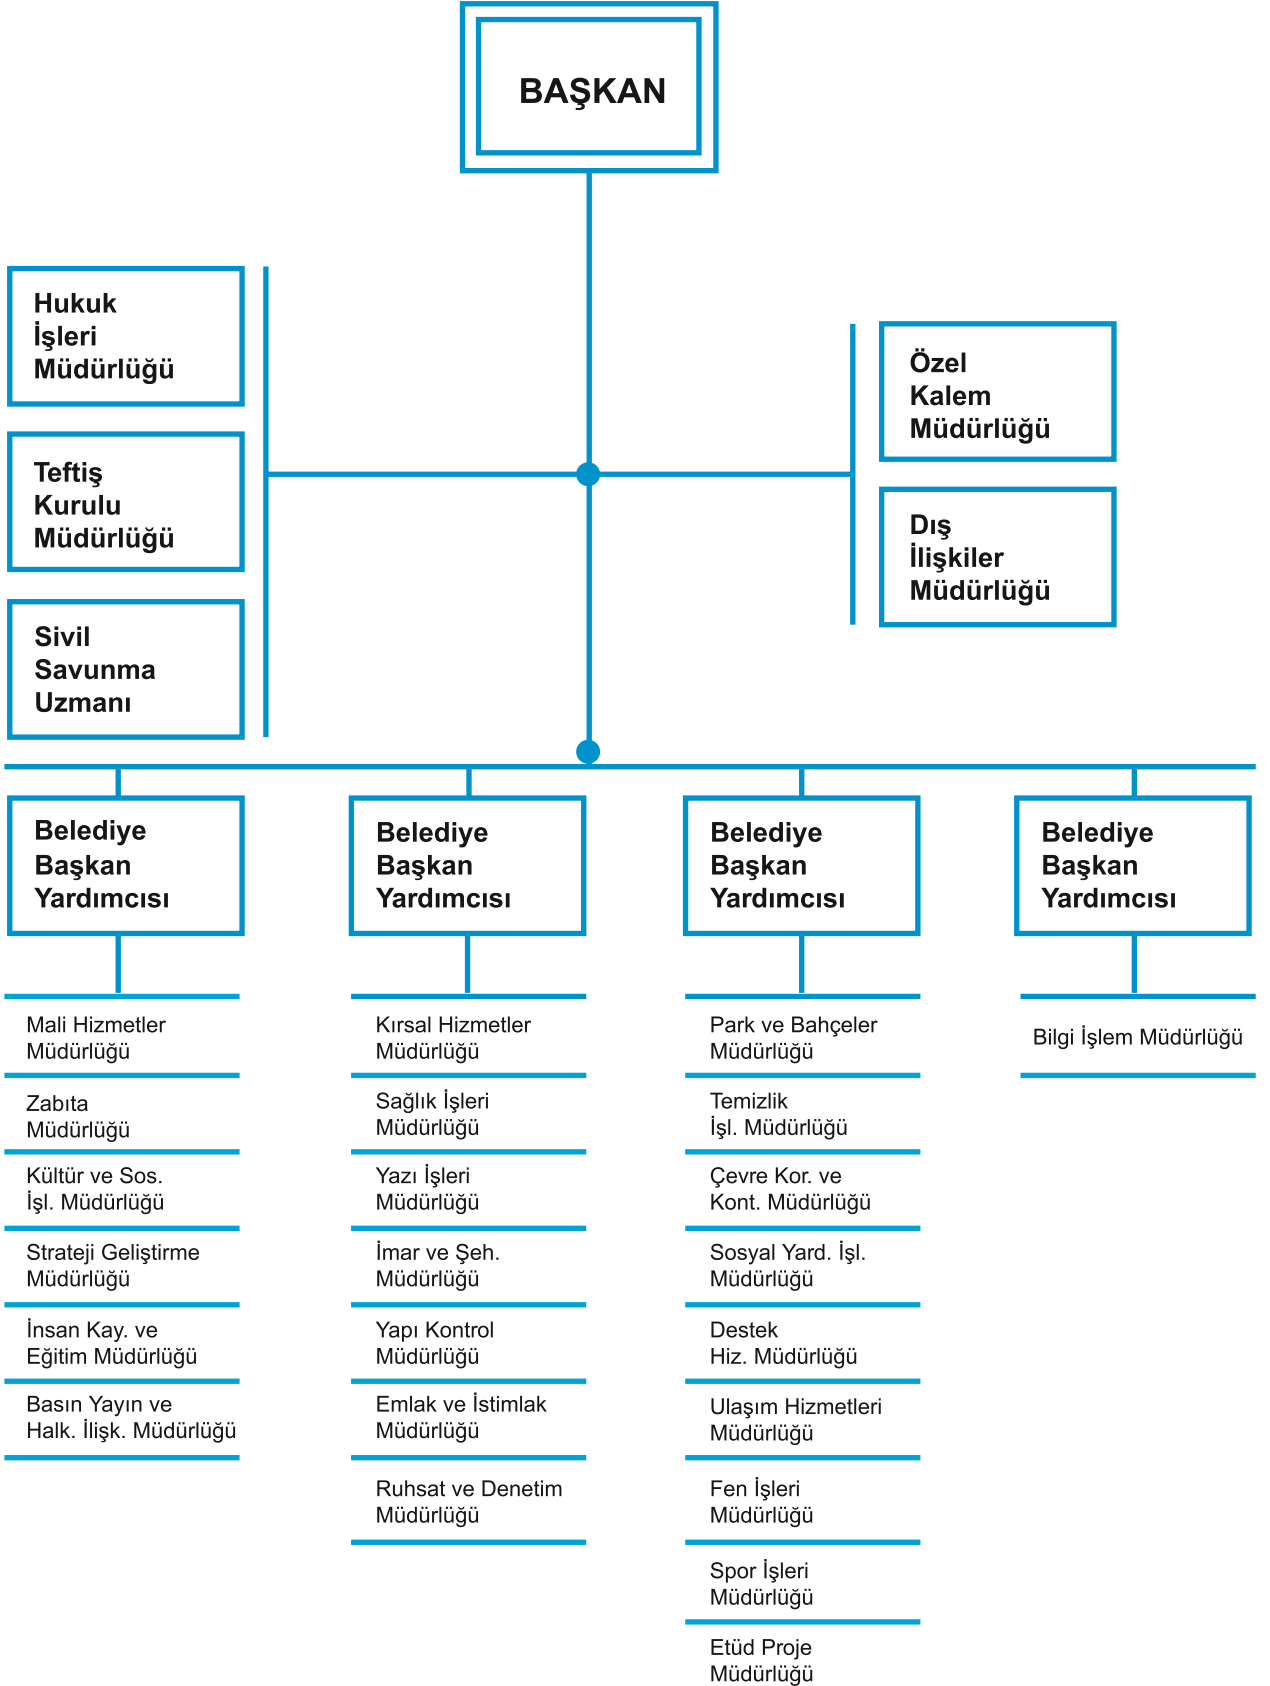 BAŞKAN
Hukuk
İşleri
Müdürlüğü
Teftiş
Kurulu
Müdürlüğü
Sivil
Savunma
Uzmanı
Özel
Kalem
Müdürlüğü
Dış
İlişkiler
Müdürlüğü
Belediye
Başkan
Yardımcısı
Mali Hizmetler
Müdürlüğü
Zabıta
Müdürlüğü
Kültür ve Sos.
İşl. Müdürlüğü
Strateji Geliştirme
Müdürlüğü
İnsan Kay. ve
Eğitim Müdürlüğü
Basın Yayın ve
Halk. İlişk. Müdürlüğü
Belediye
Başkan
Yardımcısı
Kırsal Hizmetler
Müdürlüğü
Sağlık İşleri
Müdürlüğü
Yazı İşleri
Müdürlüğü
İmar ve Şeh.
Müdürlüğü
Yapı Kontrol
Müdürlüğü
Emlak ve İstimlak
Müdürlüğü
Ruhsat ve Denetim
Müdürlüğü
Belediye
Başkan
Yardımcısı
Park ve Bahçeler
Müdürlüğü
Temizlik
İşl. Müdürlüğü
Çevre Kor. ve
Kont. Müdürlüğü
Sosyal Yard. İşl.
Müdürlüğü
Destek
Hiz. Müdürlüğü
Ulaşım Hizmetleri
Müdürlüğü
Fen İşleri
Müdürlüğü
Spor İşleri
Müdürlüğü
Etüd Proje
Müdürlüğü
Belediye
Başkan
Yardımcısı
Bilgi İşlem Müdürlüğü